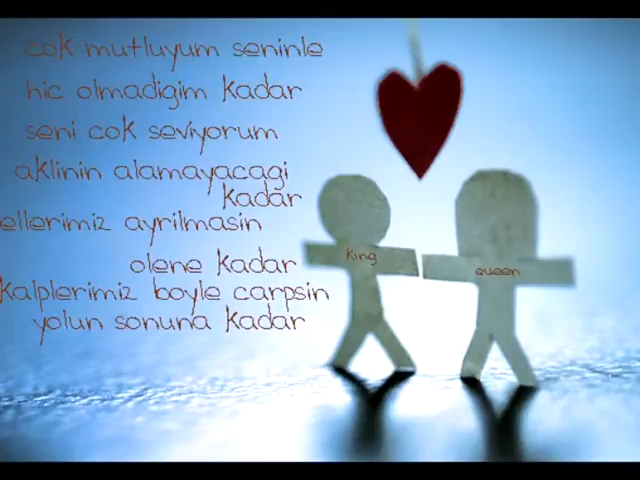 cok mutluyum seninle
hic olmadigim kadar
seni cok seviyorum
aklinin alamayacagi
kadar
ellerimiz ayrilmasin
olene kadar
kalplerimiz boyle carpsin
yolun sonuna kadar
king
queen